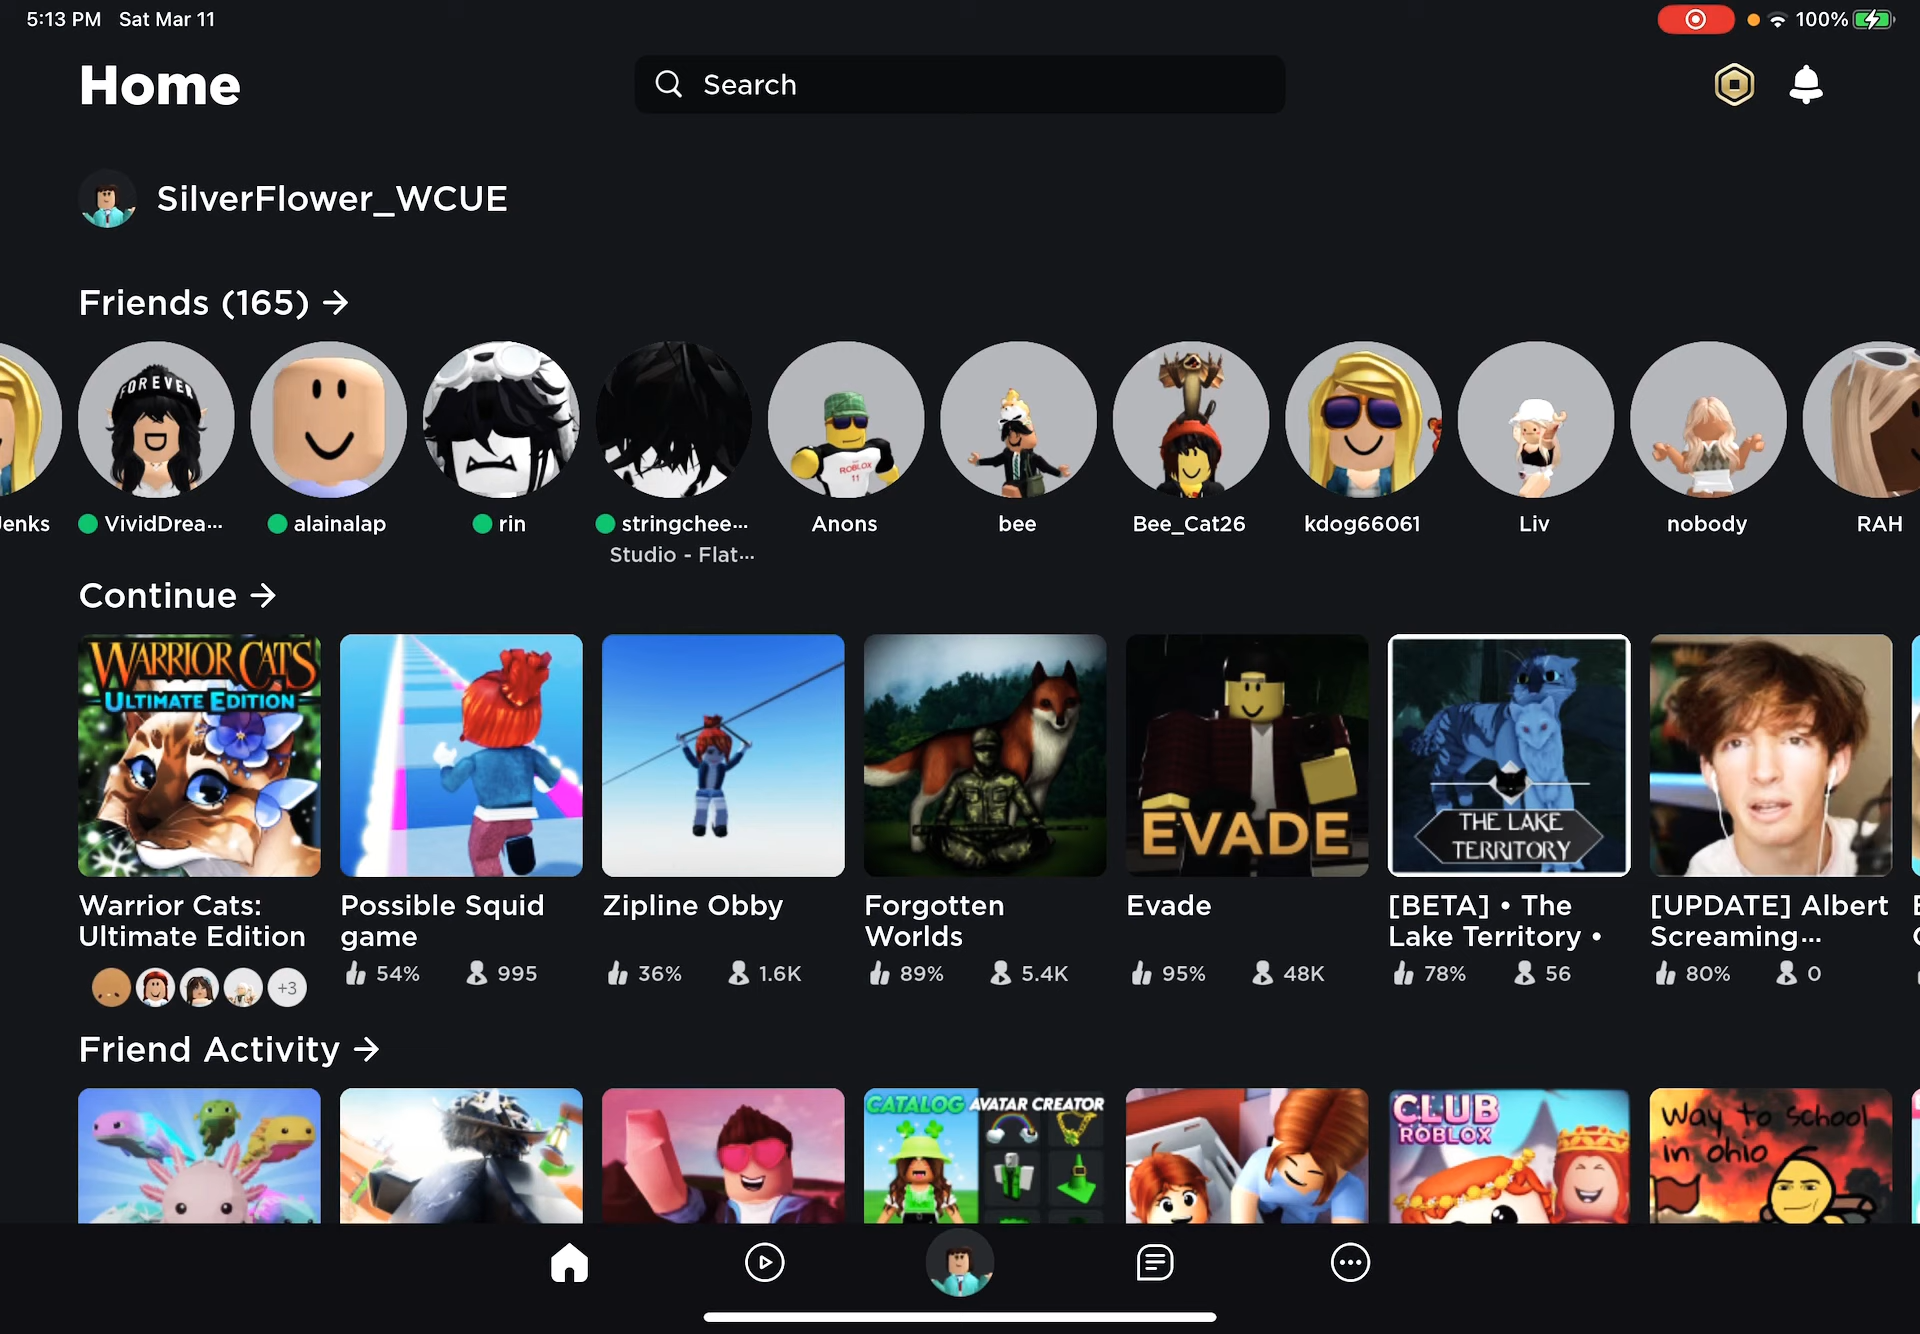 5:13 PM Sat Mar 11
100%
Home
Search
SilverFlower_WCUE
Friends (165)
Jenks
VividDrea...
alainalap
rin
stringchee...
Anons
bee
Bee_Cat26
kdog66061
Liv
nobody
RAH
Studio - Flat...
FOREVER
ROBLOX
11
Continue
WARRIOR CATS
ULTIMATE EDITION
EVADE
THE LAKE
TERRITORY
Warrior Cats:
Ultimate Edition
+3
Possible Squid
game
54% 995
Zipline Obby
36% 1.6K
Forgotten
Worlds
89% 5.4K
Evade
95% 48K
[BETA] • The
Lake Territory •
78% 56
[UPDATE] Albert
Screaming...
80% 0
Friend Activity
CATALOG AVATAR CREATOR
CLUB
ROBLOX
Way to school
in ohio